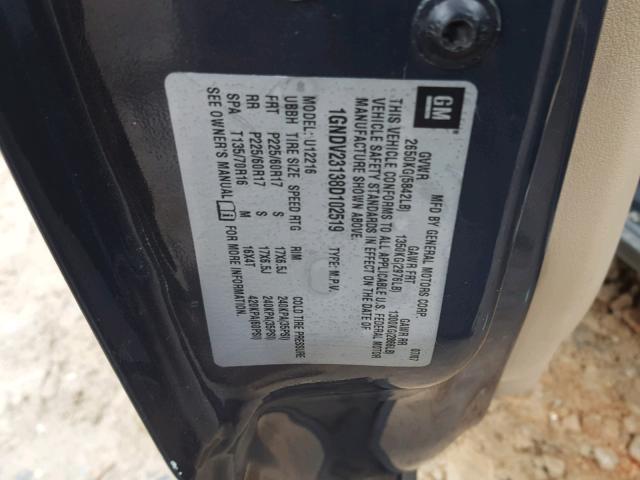 GM
MFD BY GENERAL MOTORS CORP. 07/07
GVWR GAWR FRT GAWR RR
2650KG(5842LB) 1350KG(2976LB) 1300KG(2866LB)
THIS VEHICLE CONFORMS TO ALL APPLICABLE U.S. FEDERAL MOTOR
VEHICLE SAFETY STANDARDS IN EFFECT ON THE DATE OF
MANUFACTURE SHOWN ABOVE.
1GNDV23138D102519 TYPE: M.P.V.
MODEL: U12216
UBBH TIRE SIZE SPEED RTG RIM COLD TIRE PRESSURE
FRT P225/60R17 S 17X6.5J 240KPA(35PSI)
RR P225/60R17 S 17X6.5J 240KPA(35PSI)
SPA T135/70R16 M 16X4T 420KPA(60PSI)
SEE OWNER'S MANUAL FOR MORE INFORMATION.